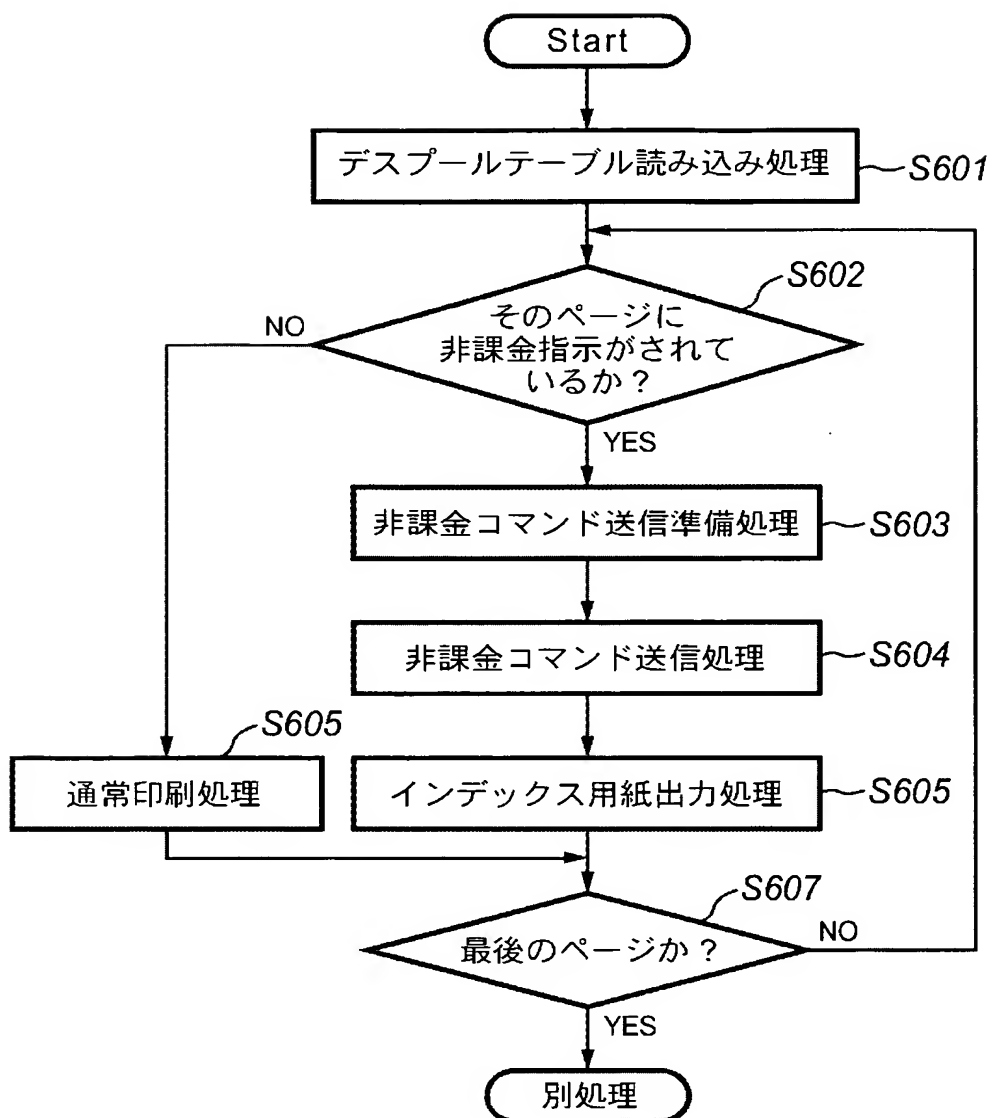 Start
デスプールテーブル読み込み処理
S601
S602
そのページに
非課金指示がされて
いるか？
NO
YES
非課金コマンド送信準備処理
S603
非課金コマンド送信処理
S604
S605
通常印刷処理
インデックス用紙出力処理
S605
S607
最後のページか？
NO
YES
別処理